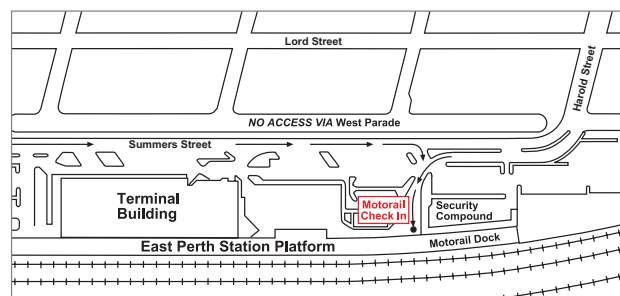 Lord Street
Harold Street
NO ACCESS VIA West Parade
Summers Street
Terminal
Building
Motorail
Check In
Security
Compound
East Perth Station Platform
Motorail Dock